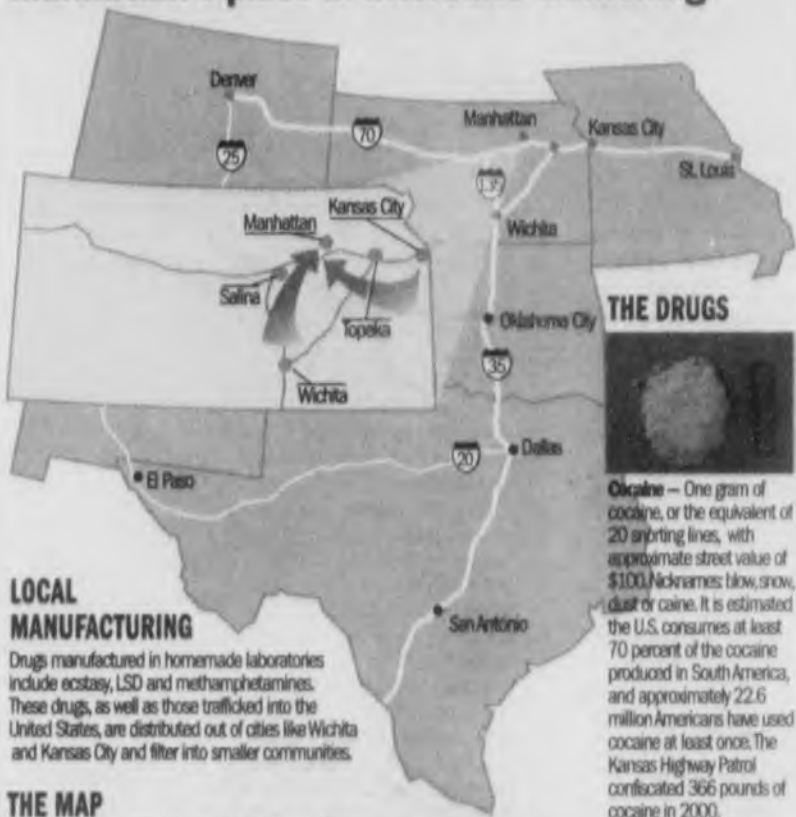 Denver
70
25
Manhattan
Kansas City
St. Louis
135
Wichita
Kansas City
Manhattan
Salina
Topeka
Wichita
Oklahoma City
35
20
Dallas
El Paso
San Antonio
THE DRUGS
Cocaine — One gram of
cocaine, or the equivalent of
20 snorting lines, with
approximate street value of
$100. Nicknames: blow, snow,
dust or caine. It is estimated
the U.S. consumes at least
70 percent of the cocaine
produced in South America,
and approximately 22.6
million Americans have used
cocaine at least once. The
Kansas Highway Patrol
confiscated 366 pounds of
cocaine in 2000.
LOCAL
MANUFACTURING
Drugs manufactured in homemade laboratories
include ecstasy, LSD and methamphetamines.
These drugs, as well as those trafficked into the
United States, are distributed out of cities like Wichita
and Kansas City and filter into smaller communities.
THE MAP